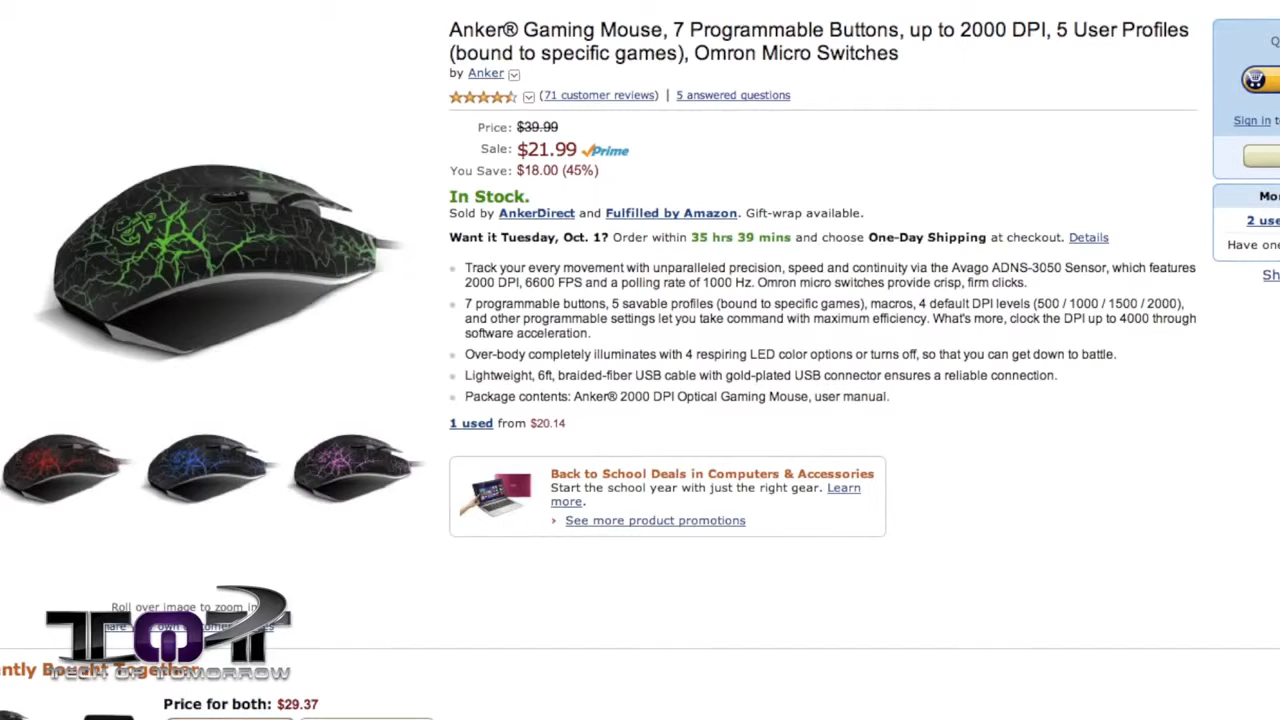 Anker® Gaming Mouse, 7 Programmable Buttons, up to 2000 DPI, 5 User Profiles
(bound to specific games), Omron Micro Switches
by Anker
(71 customer reviews) | 5 answered questions
Price: $39.99
Sale: $21.99 Prime
You Save: $18.00 (45%)
In Stock.
Sold by AnkerDirect and Fulfilled by Amazon. Gift-wrap available.
Want it Tuesday, Oct. 1? Order within 35 hrs 39 mins and choose One-Day Shipping at checkout. Details
Track your every movement with unparalleled precision, speed and continuity via the Avago ADNS-3050 Sensor, which features
2000 DPI, 6600 FPS and a polling rate of 1000 Hz. Omron micro switches provide crisp, firm clicks.
7 programmable buttons, 5 savable profiles (bound to specific games), macros, 4 default DPI levels (500 / 1000 / 1500 / 2000),
and other programmable settings let you take command with maximum efficiency. What's more, clock the DPI up to 4000 through
software acceleration.
Over-body completely illuminates with 4 respiring LED color options or turns off, so that you can get down to battle.
Lightweight, 6ft, braided-fiber USB cable with gold-plated USB connector ensures a reliable connection.
Package contents: Anker® 2000 DPI Optical Gaming Mouse, user manual.
1 used from $20.14
Back to School Deals in Computers & Accessories
Start the school year with just the right gear. Learn
more.
› See more product promotions
Sign in t
Mo
2 use
Have one
Sh
Roll over image to zoom in
TOT
TECH OF TOMORROW
ntly Bought Together
Price for both: $29.37